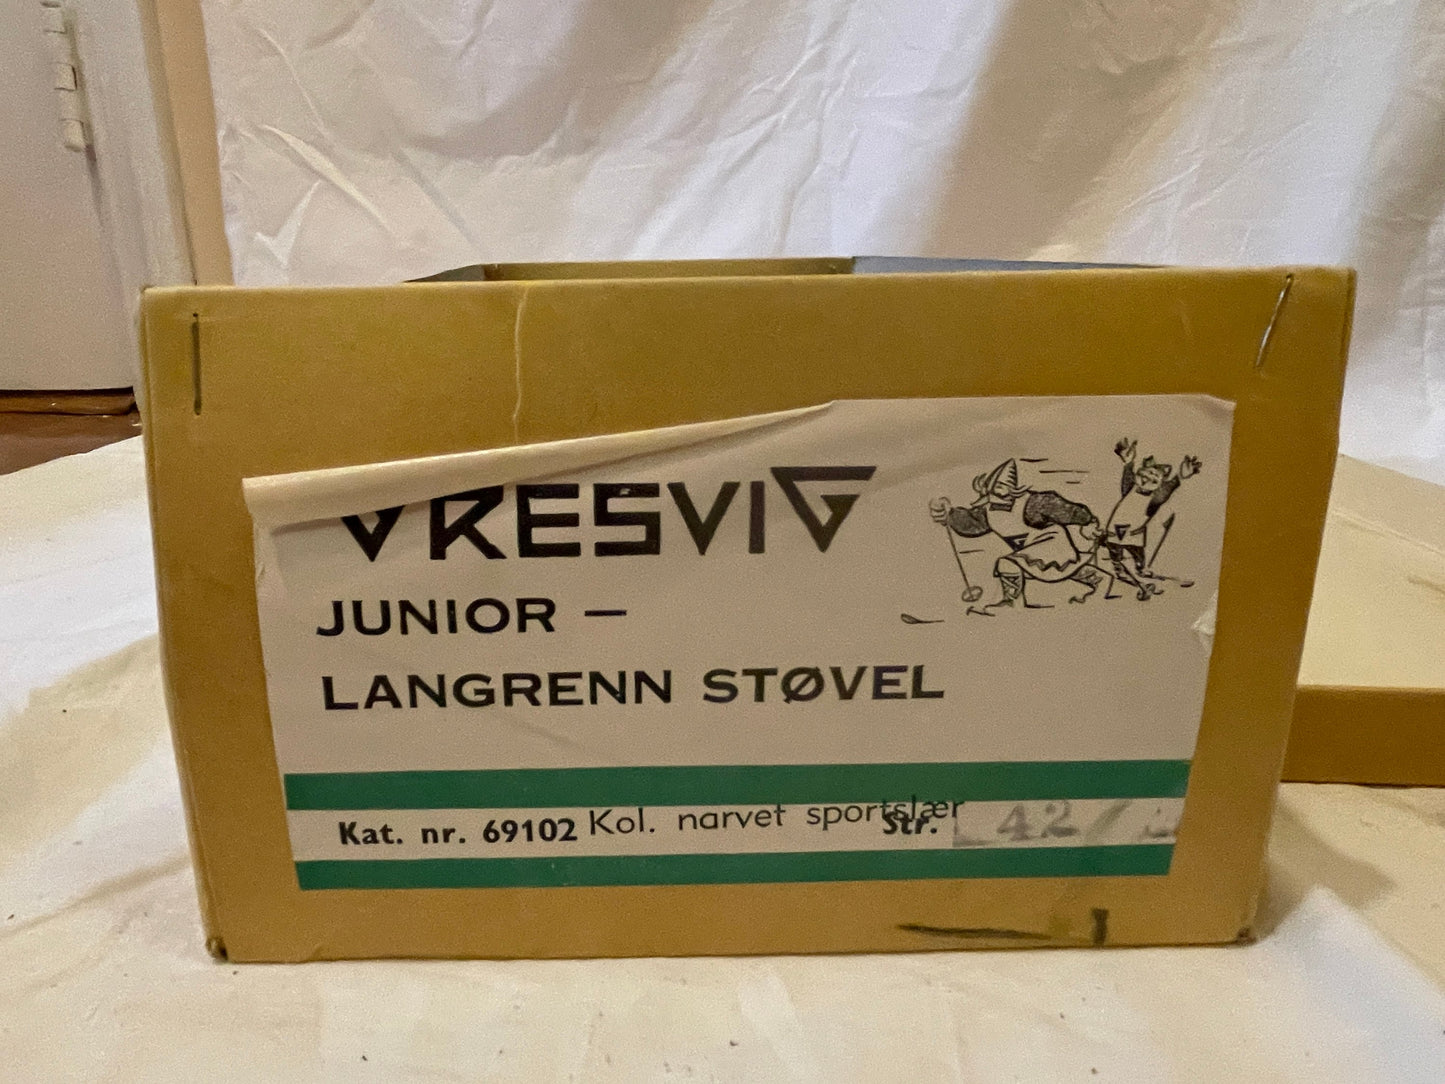 VRESVIG
JUNIOR –
LANGRENN STØVEL
Kat. nr. 69102 Kol. narvet sportslær Str. 42/